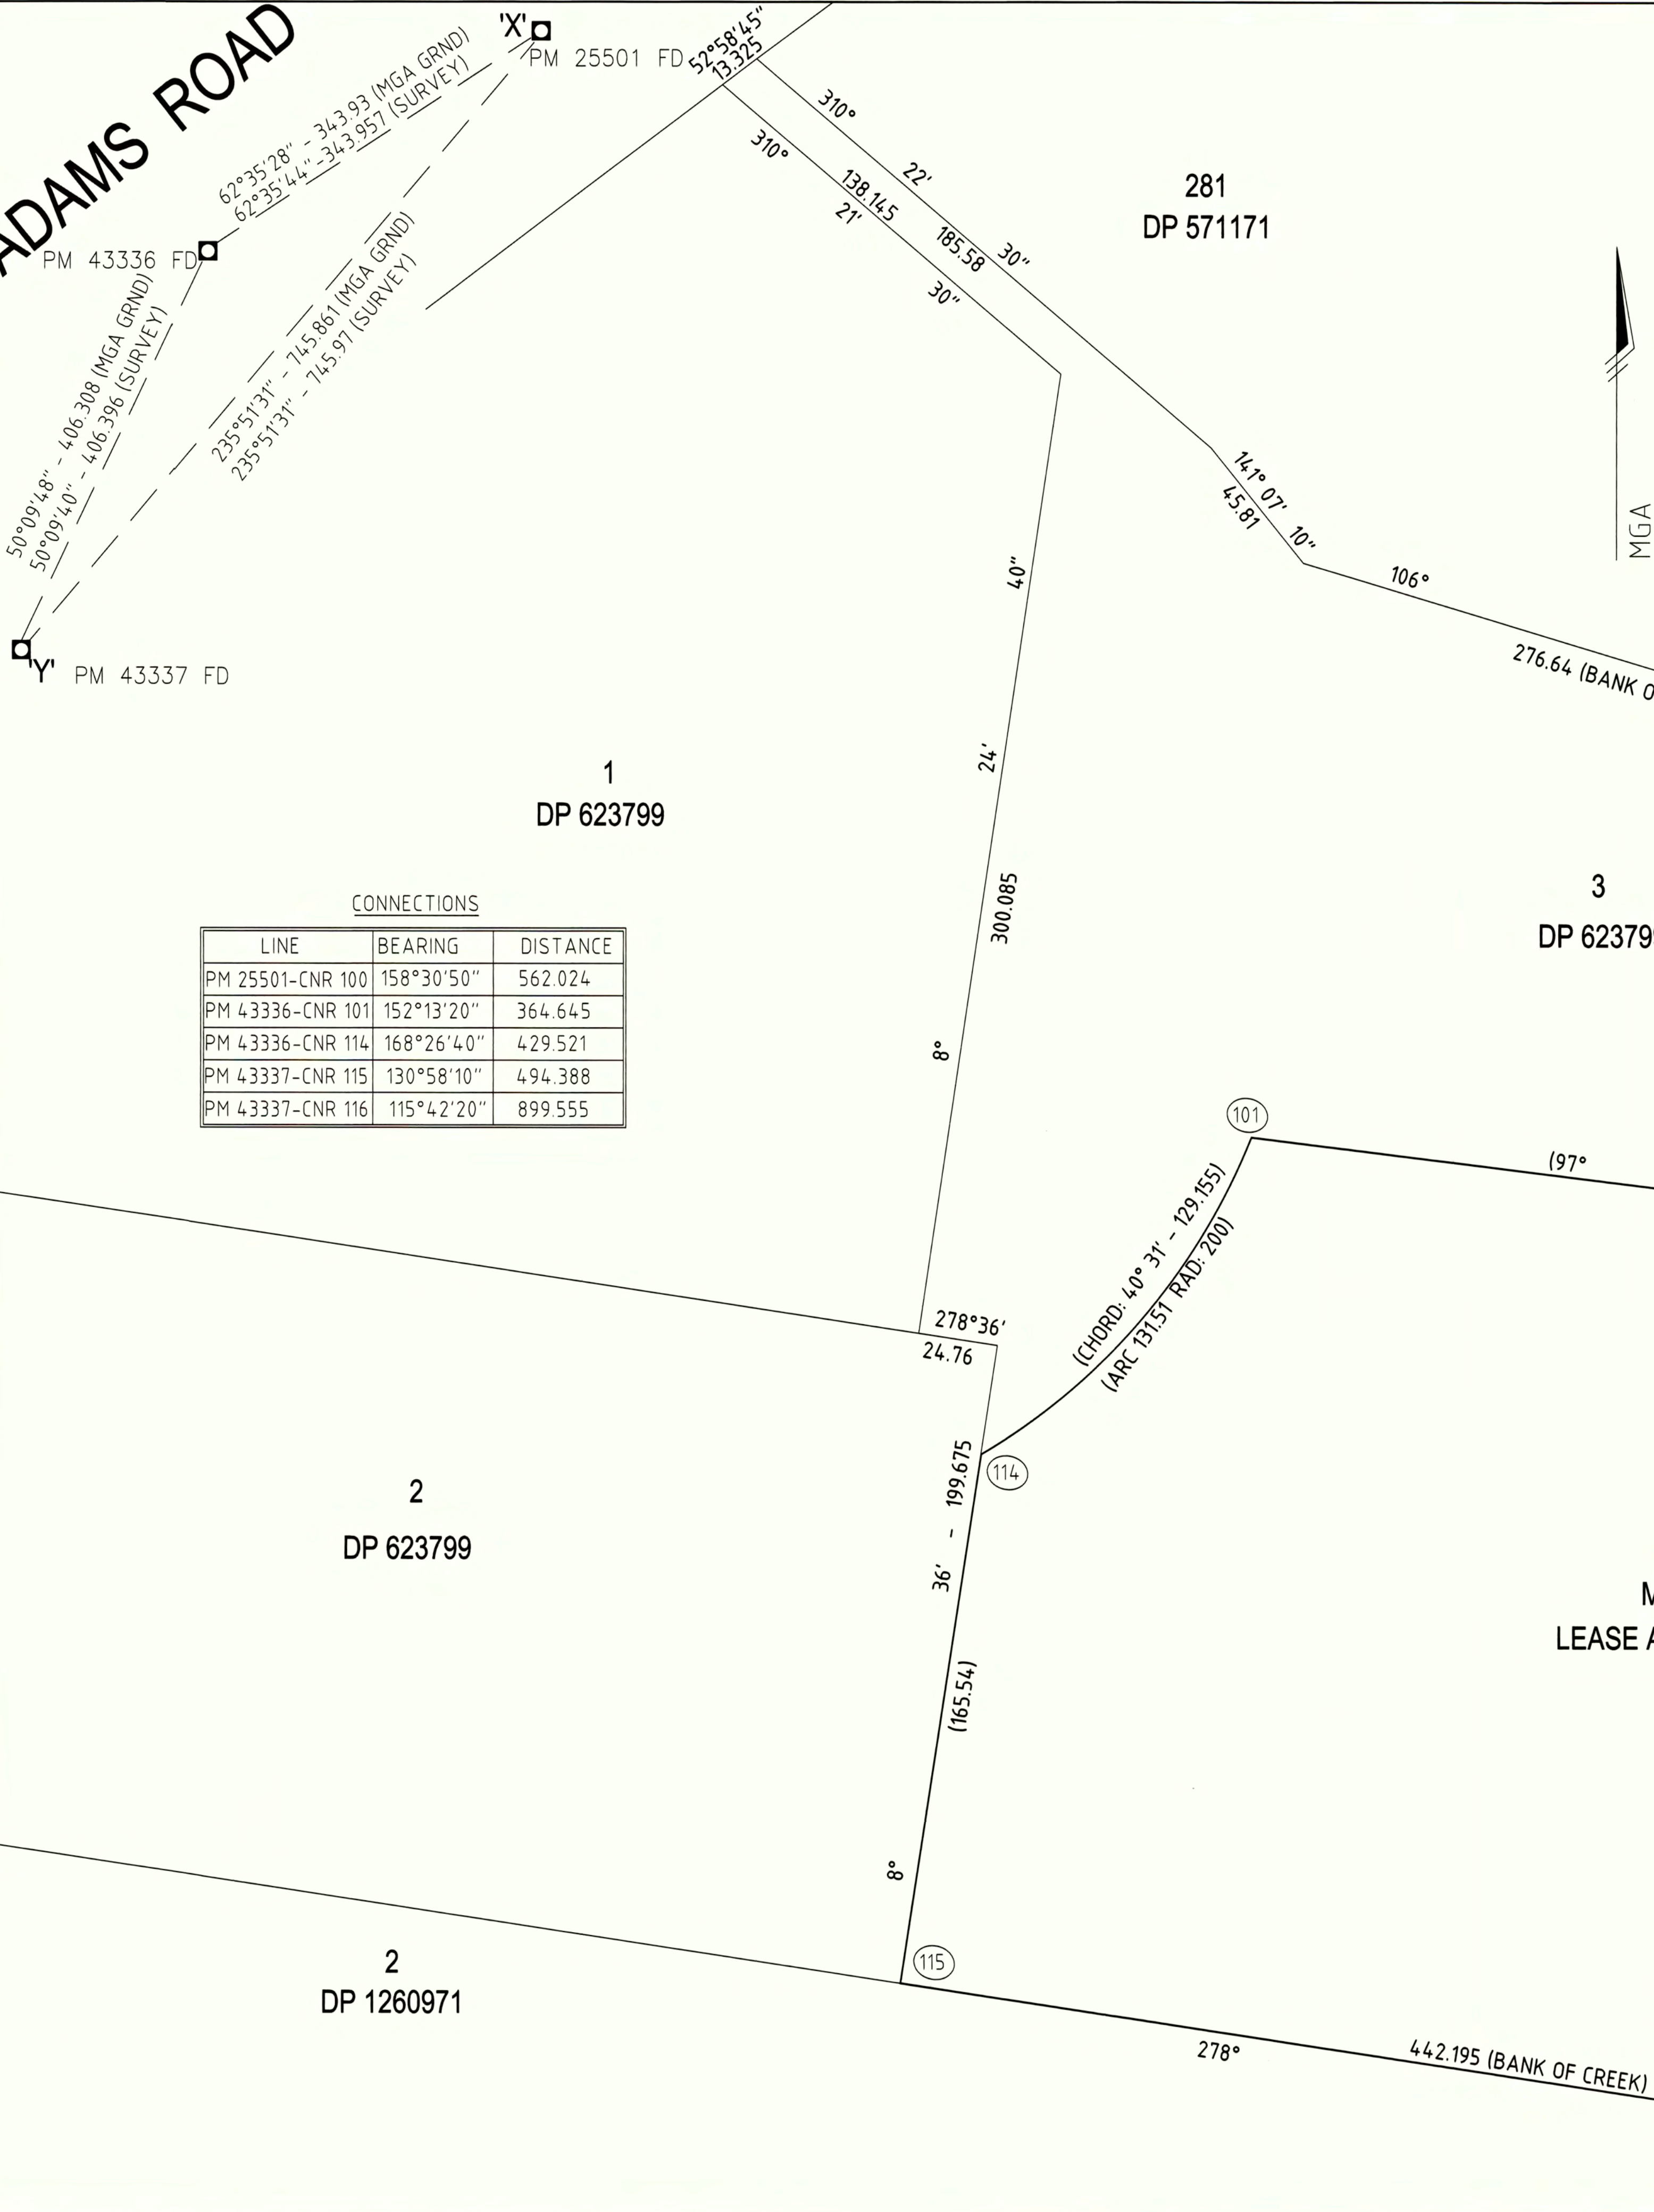 ADAMS ROAD
'X'
PM 25501 FD
62°35'28" - 343.93 (MGA GRND)
62°35'44" -343.957 (SURVEY)
PM 43336 FD
50°09'48" - 406.308 (MGA GRND)
50°09'40" - 406.396 (SURVEY)
235°51'31" - 745.861 (MGA GRND)
235°51'31" - 745.97 (SURVEY)
'Y' PM 43337 FD
52°58'45"
13.325
310° 22' 30"
185.58
310° 21' 30"
138.145
281
DP 571171
141° 07' 10"
45.81
106°
276.64 (BANK O
MGA
8° 24' 40"
300.085
1
DP 623799
3
DP 623799
CONNECTIONS
LINE BEARING DISTANCE
PM 25501-CNR 100 158°30'50" 562.024
PM 43336-CNR 101 152°13'20" 364.645
PM 43336-CNR 114 168°26'40" 429.521
PM 43337-CNR 115 130°58'10" 494.388
PM 43337-CNR 116 115°42'20" 899.555
101
(97°
(CHORD: 40° 31' - 129.155)
(ARC 131.51 RAD: 200)
278°36'
24.76
114
8° 36' - 199.675
(165.54)
2
DP 623799
LEASE A
115
2
DP 1260971
278°
442.195 (BANK OF CREEK)